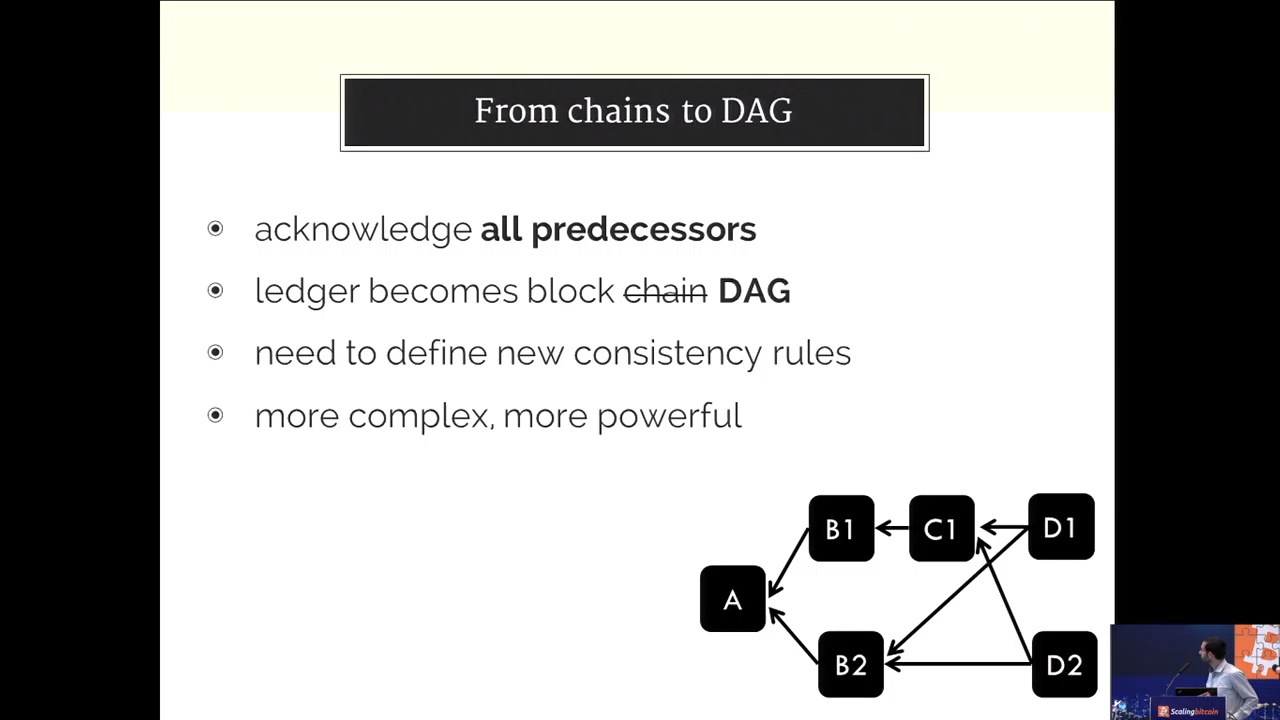 From chains to DAG
acknowledge all predecessors
ledger becomes block chain DAG
need to define new consistency rules
more complex, more powerful
B1
C1
D1
A
B2
D2
Scalingbitcoin